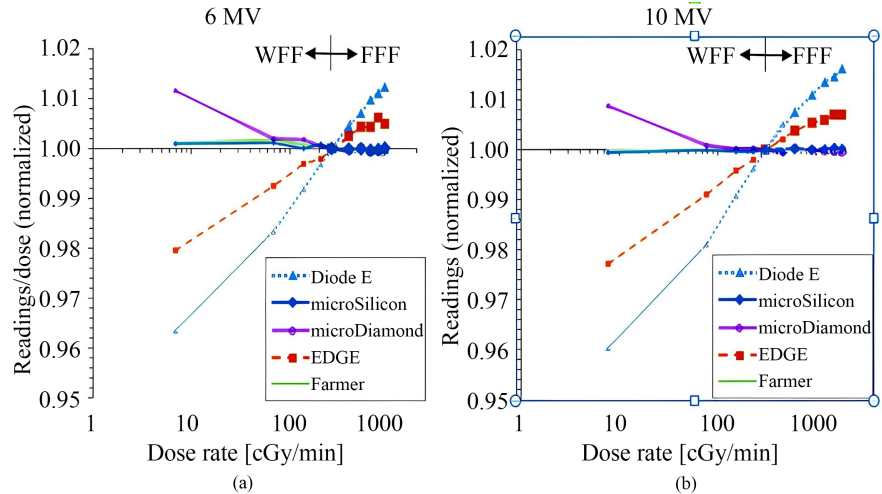 6 MV
1.02
1.01
1.00
0.99
0.98
0.97
0.96
0.95
WFF
FFF
Readings/dose (normalized)
Diode E
microSilicon
microDiamond
EDGE
Farmer
1
10
100
1000
Dose rate [cGy/min]
(a)
10 MV
1.02
1.01
1.00
0.99
0.98
0.97
0.96
0.95
WFF
FFF
Readings (normalized)
Diode E
microSilicon
microDiamond
EDGE
Farmer
1
10
100
1000
Dose rate [cGy/min]
(b)